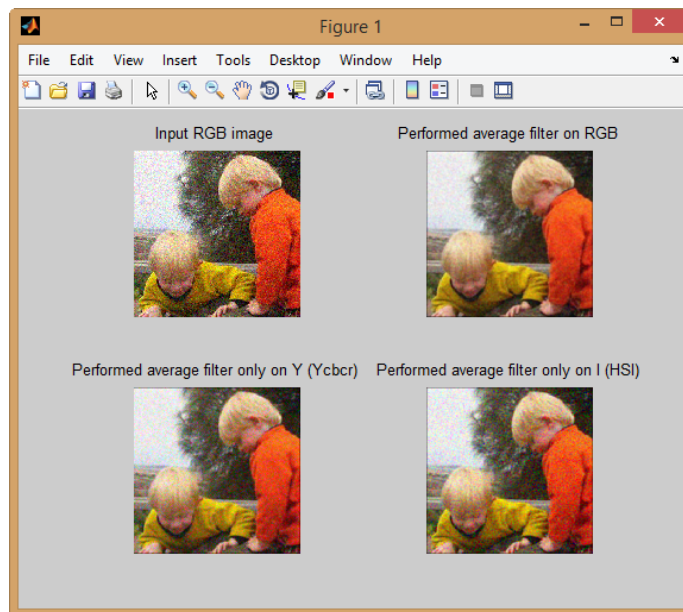 Figure 1
File Edit View Insert Tools Desktop Window Help
Input RGB image
Performed average filter on RGB
Performed average filter only on Y (Ycbcr)
Performed average filter only on I (HSI)